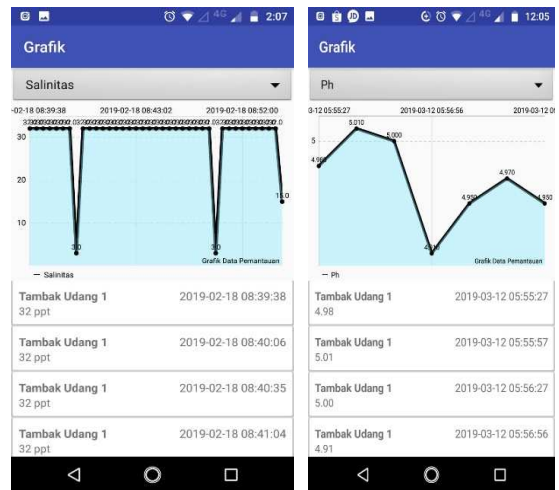 2:07
Grafik
Salinitas
-02-18 08:39:38 2019-02-18 08:43:02 2019-02-18 08:52:00
30
20
10
3.0
3.0
15.0
Grafik Data Pemantauan
Salinitas
Tambak Udang 1 2019-02-18 08:39:38
32 ppt
Tambak Udang 1 2019-02-18 08:40:06
32 ppt
Tambak Udang 1 2019-02-18 08:40:35
32 ppt
Tambak Udang 1 2019-02-18 08:41:04
32 ppt
4G 12:05
Grafik
Ph
3-12 05:55:27 2019-03-12 05:56:56 2019-03-12 0
5.010
5
5.000
4.970
4.950
4.950
Grafik Data Pemantauan
Ph
Tambak Udang 1 2019-03-12 05:55:27
4.98
Tambak Udang 1 2019-03-12 05:55:57
5.01
Tambak Udang 1 2019-03-12 05:56:27
5.00
Tambak Udang 1 2019-03-12 05:56:56
4.91